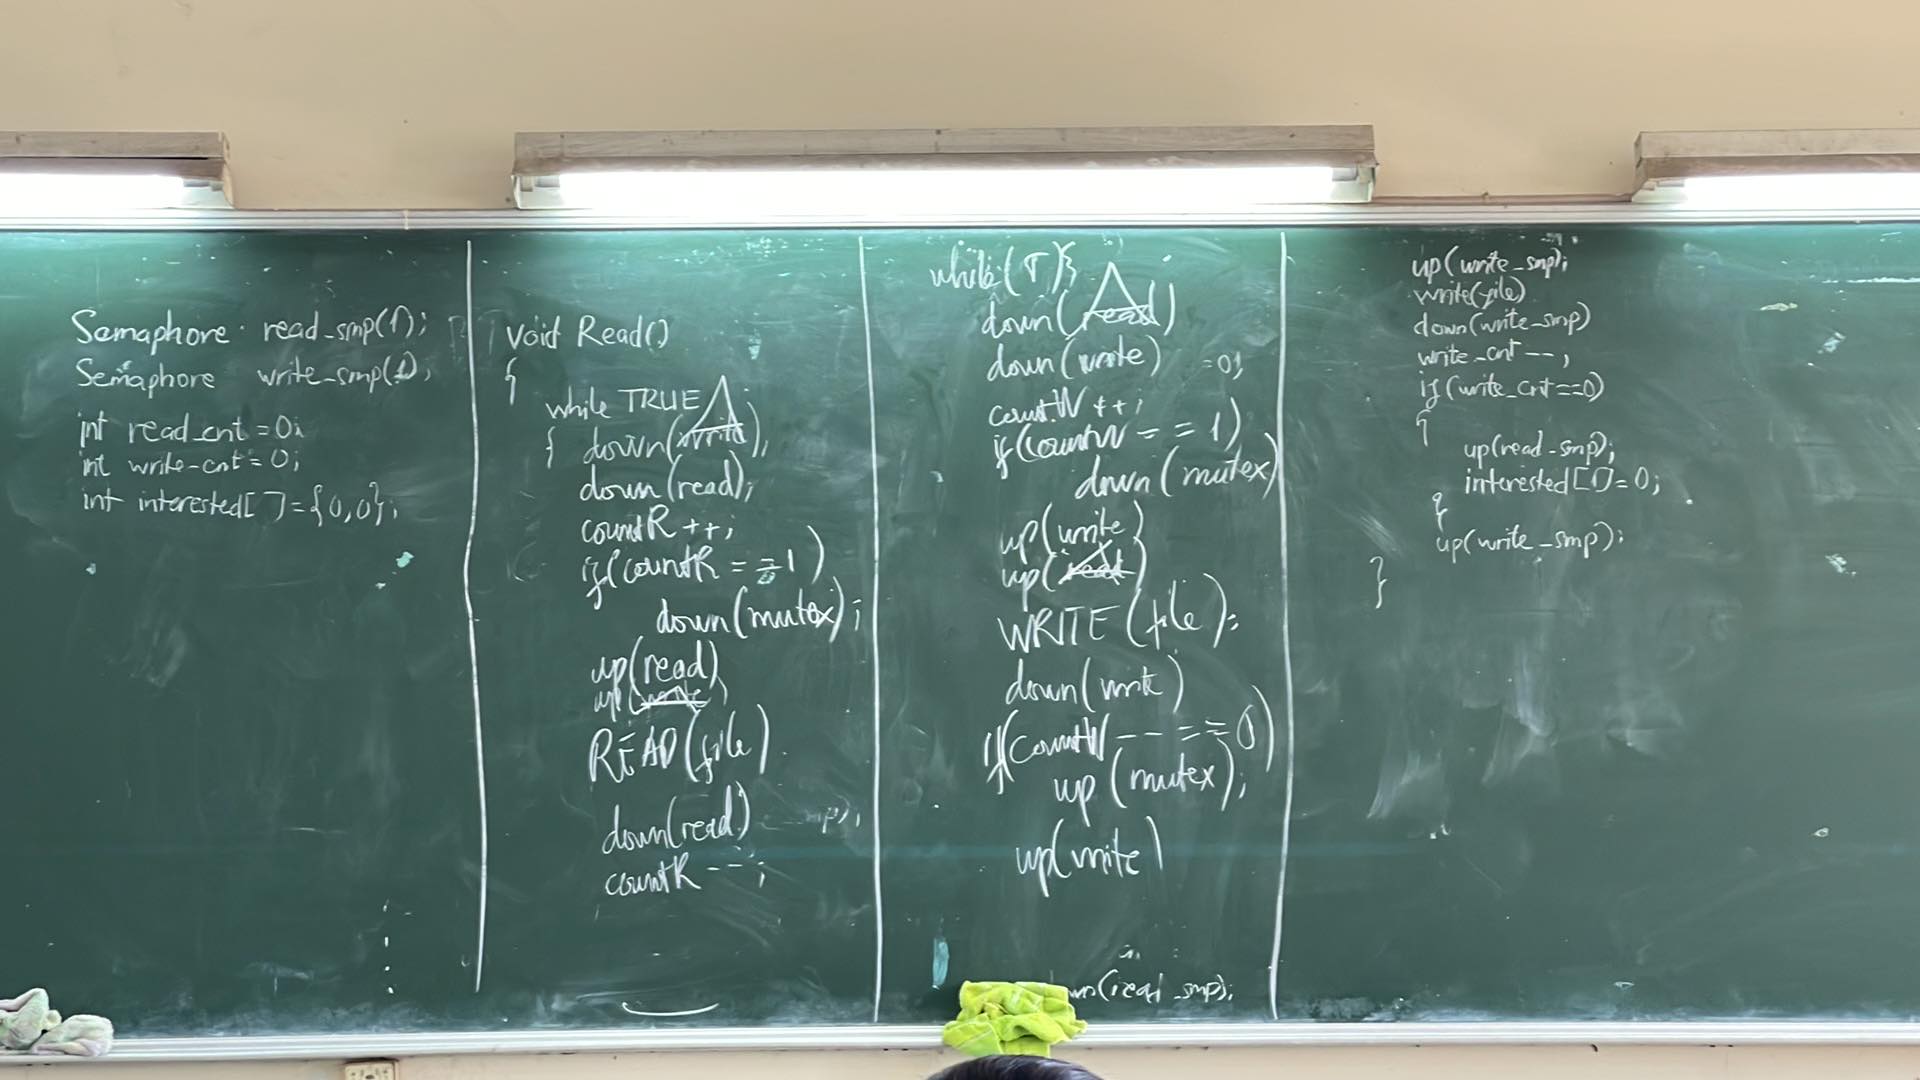 Semaphore read_smp(1);
Semaphore write_smp(1);
int read_cnt = 0;
int write_cnt = 0;
int interested[ ] = {0,0};
void Read()
{
while TRUE
{ down(write);
down(read);
countR ++;
if(countR == 1)
down(mutex);
up(read)
up(write)
READ(file)
down(read)
countR --;
while(T){
down(read)
down(write)
=0;
countW ++;
if(countW == 1)
down(mutex)
up(write)
up(read)
WRITE(file);
down(write)
if(countW -- == 0)
up(mutex);
up(write)
(read_smp);
up(write_smp);
write(file)
down(write_smp)
write_cnt --;
if(write_cnt==0)
{
up(read_smp);
interested[1]=0;
}
up(write_smp);
}